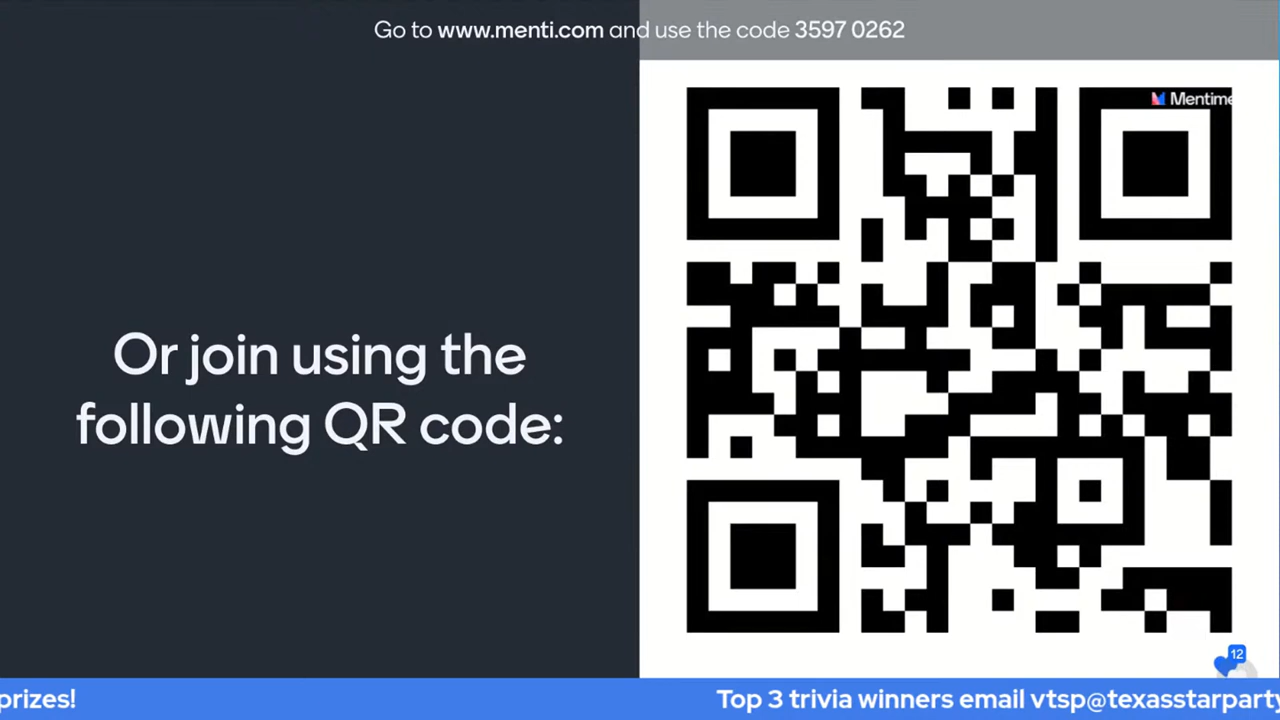 Go to www.menti.com and use the code 3597 0262
Mentime
Or join using the
following QR code:
12
prizes!
Top 3 trivia winners email vtsp@texasstarparty